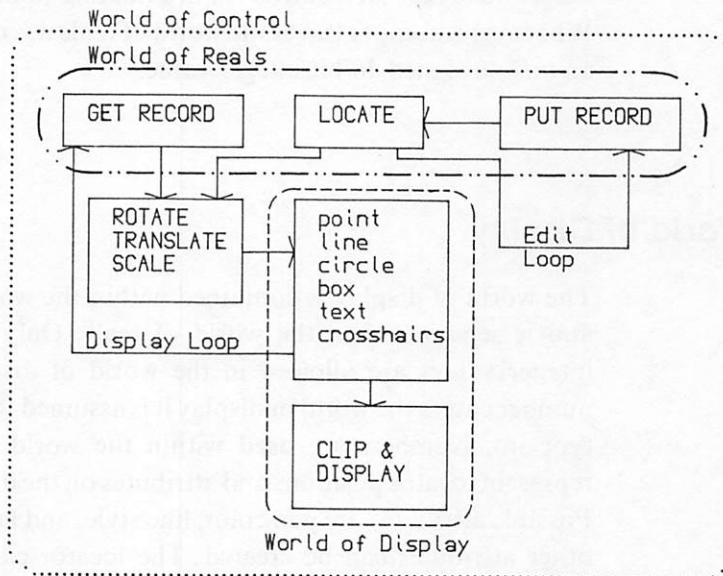 World of Control
World of Reals
GET RECORD
LOCATE
PUT RECORD
ROTATE
TRANSLATE
SCALE
point
line
circle
box
text
crosshairs
Edit
Loop
Display Loop
CLIP &
DISPLAY
World of Display